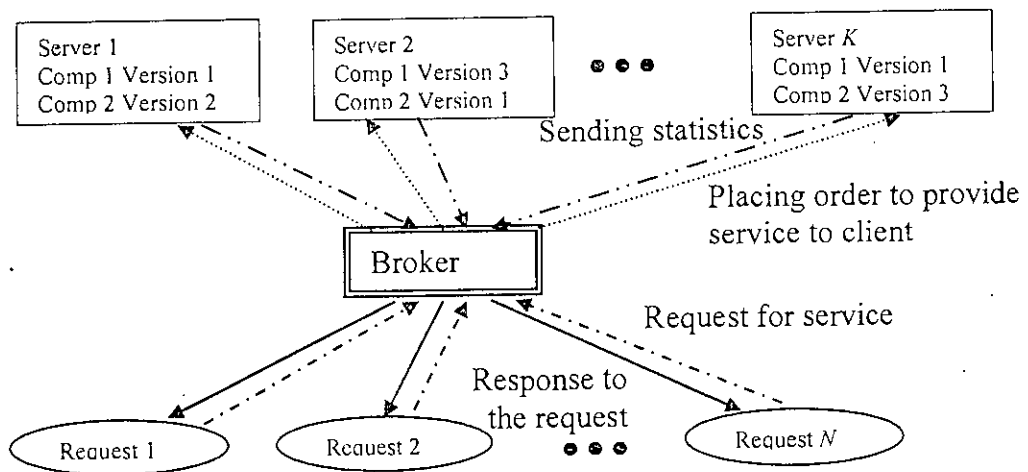 Server 1
Comp 1 Version 1
Comp 2 Version 2
Server 2
Comp 1 Version 3
Comp 2 Version 1
Server K
Comp 1 Version 1
Comp 2 Version 3
Sending statistics
Placing order to provide
service to client
Broker
Request for service
Response to
the request
Request 1
Request 2
Request N